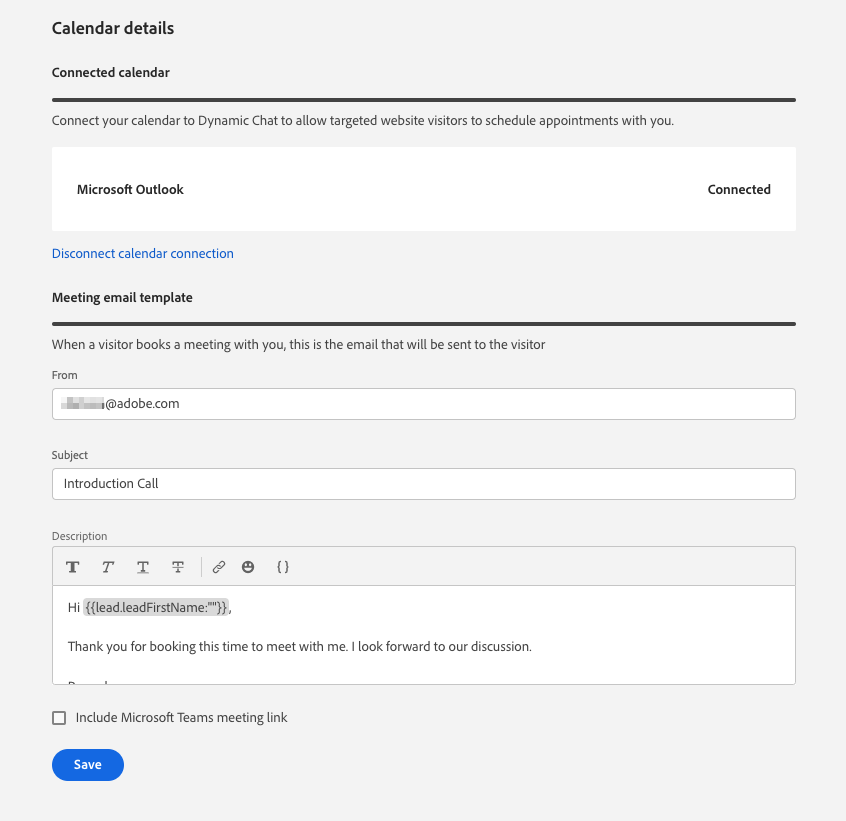 Calendar details
Connected calendar
Connect your calendar to Dynamic Chat to allow targeted website visitors to schedule appointments with you.
Microsoft Outlook Connected
Disconnect calendar connection
Meeting email template
When a visitor books a meeting with you, this is the email that will be sent to the visitor
From
@adobe.com
Subject
Introduction Call
Description
T T T T { }
Hi {{lead.leadFirstName:""}},
Thank you for booking this time to meet with me. I look forward to our discussion.
Include Microsoft Teams meeting link
Save